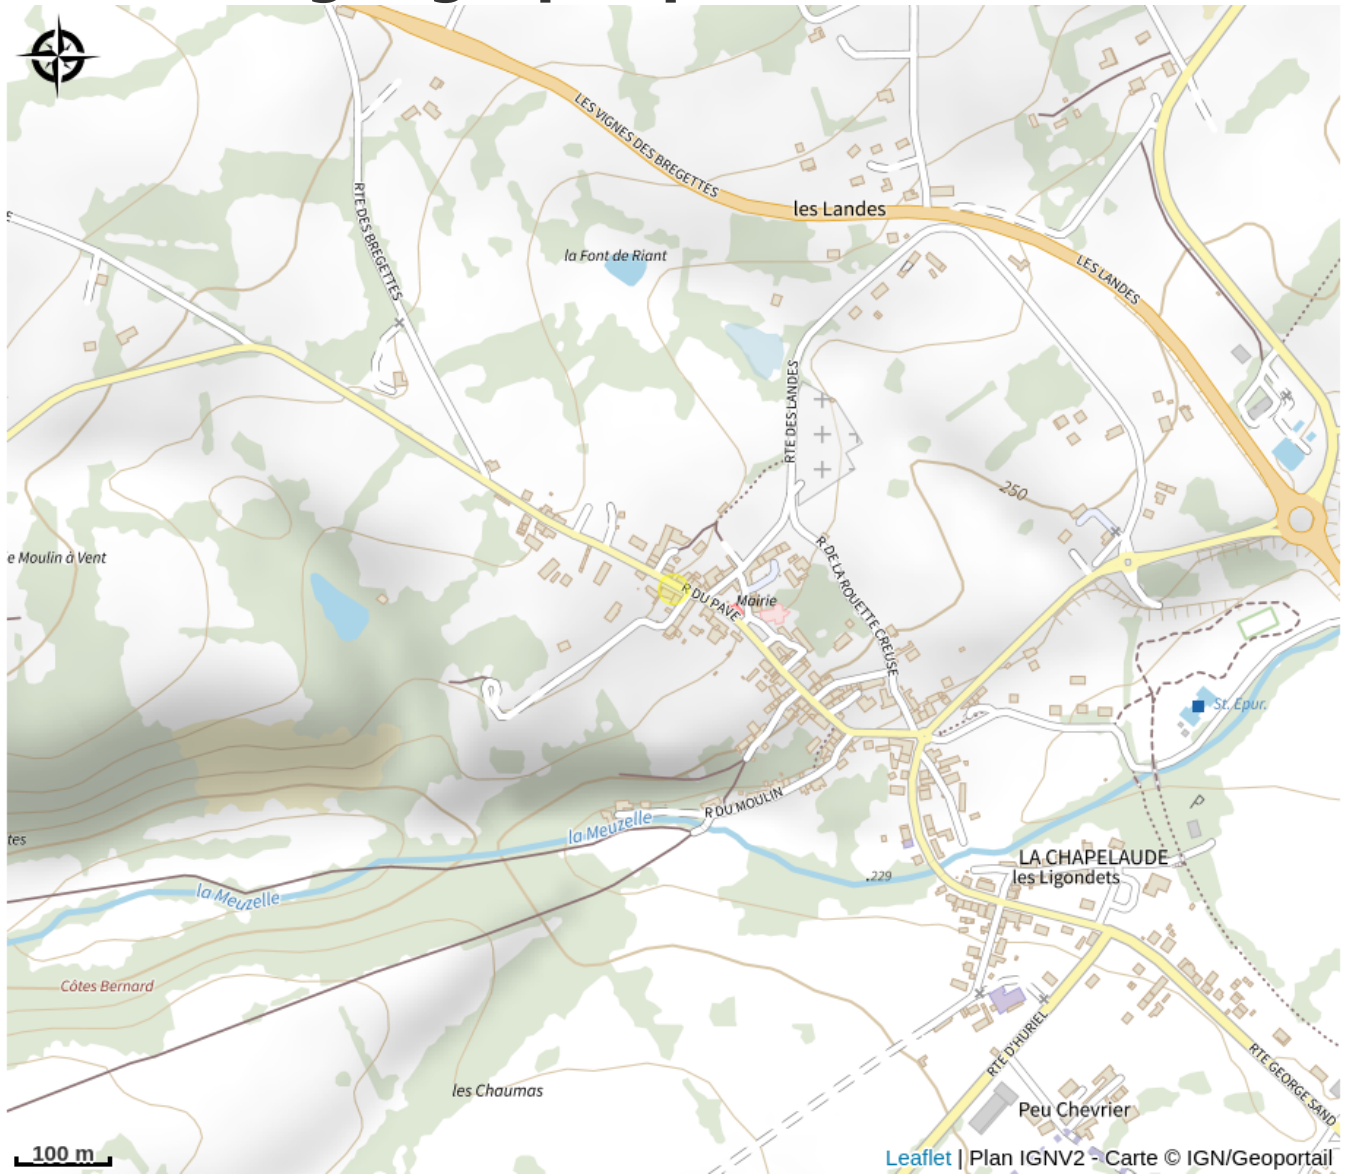 LES VIGNES DES BREGETTES
RTE DES BREGETTES
les Landes
la Font de Riant
LES LANDES
RTE DES LANDES
250
e Moulin à Vent
R DE LA ROUETTE CREUSE
R DU PAVE
Mairie
St. Epur.
R DU MOULIN
la Meuzelle
tes
LA CHAPELAUDE
les Ligondets
.229
la Meuzelle
Côtes Bernard
RTE D'HURIEL
RTE GEORGE SAND
les Chaumas
Peu Chevrier
100 m
Leaflet | Plan IGNV2 - Carte © IGN/Geoportail